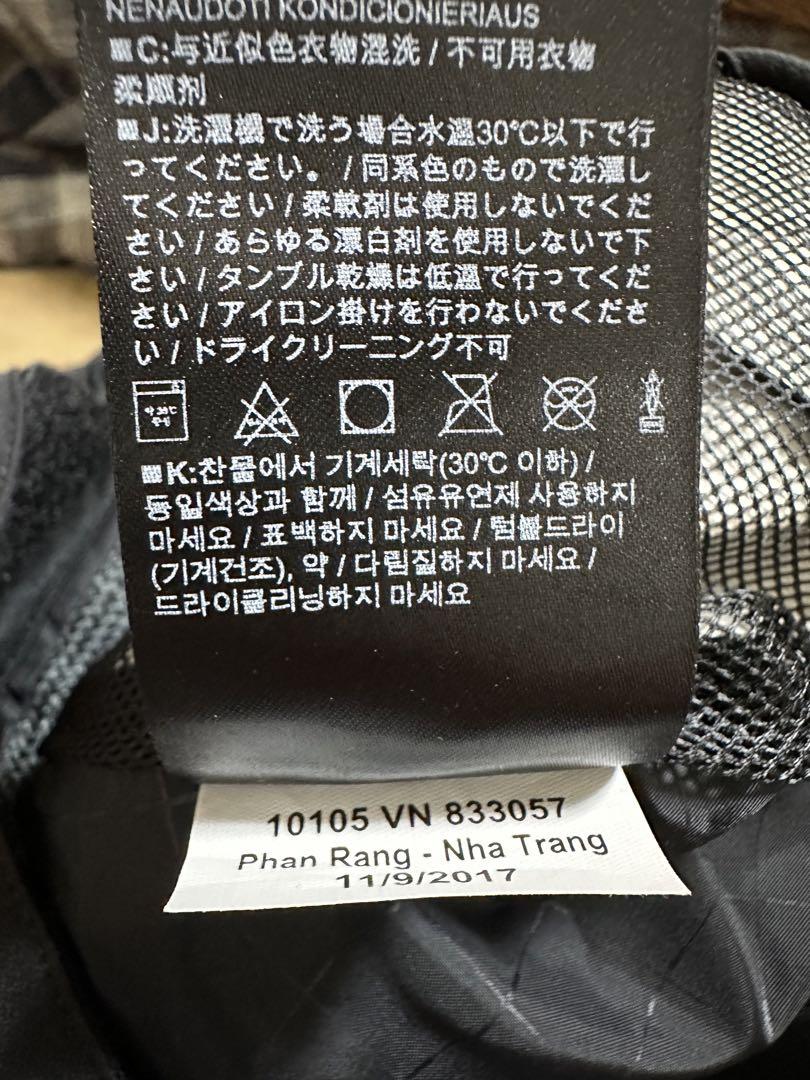 NENAUDOTI KONDICIONIERIAUS
■C:与近似色衣物混洗 / 不可用衣物
柔顺剂
■J:洗濯機で洗う場合水温30℃以下で行
ってください。/ 同系色のもので洗濯し
てください / 柔軟剤は使用しないでくだ
さい / あらゆる漂白剤を使用しないで下
さい / タンブル乾燥は低温で行ってくだ
さい / アイロン掛けを行わないでくださ
い / ドライクリーニング不可
■K:찬물에서 기계세탁(30℃ 이하) /
동일색상과 함께 / 섬유유연제 사용하지
마세요 / 표백하지 마세요 / 텀블드라이
(기계건조), 약 / 다림질하지 마세요 /
드라이클리닝하지 마세요
10105 VN 833057
Phan Rang - Nha Trang
11/9/2017